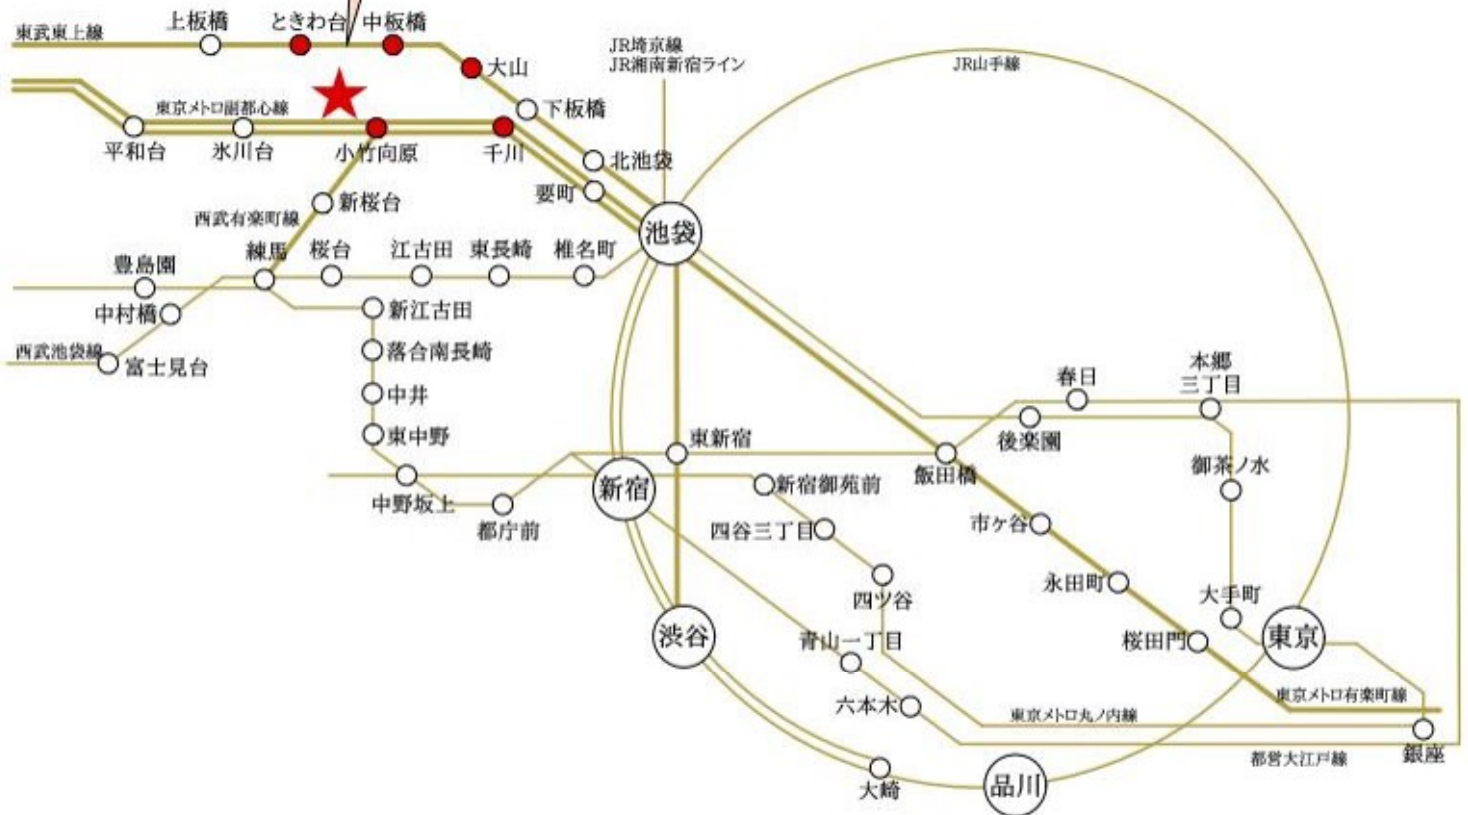 東武東上線
上板橋
ときわ台
中板橋
大山
下板橋
北池袋
JR埼京線
JR湘南新宿ライン
JR山手線
東京メトロ副都心線
平和台
氷川台
小竹向原
千川
要町
池袋
新桜台
西武有楽町線
練馬
桜台
江古田
東長崎
椎名町
豊島園
中村橋
西武池袋線
富士見台
新江古田
落合南長崎
中井
東中野
中野坂上
都庁前
新宿
東新宿
新宿御苑前
四谷三丁目
四ツ谷
青山一丁目
六本木
渋谷
大崎
品川
春日
本郷
三丁目
後楽園
飯田橋
御茶ノ水
市ヶ谷
永田町
大手町
桜田門
東京
東京メトロ有楽町線
東京メトロ丸ノ内線
都営大江戸線
銀座